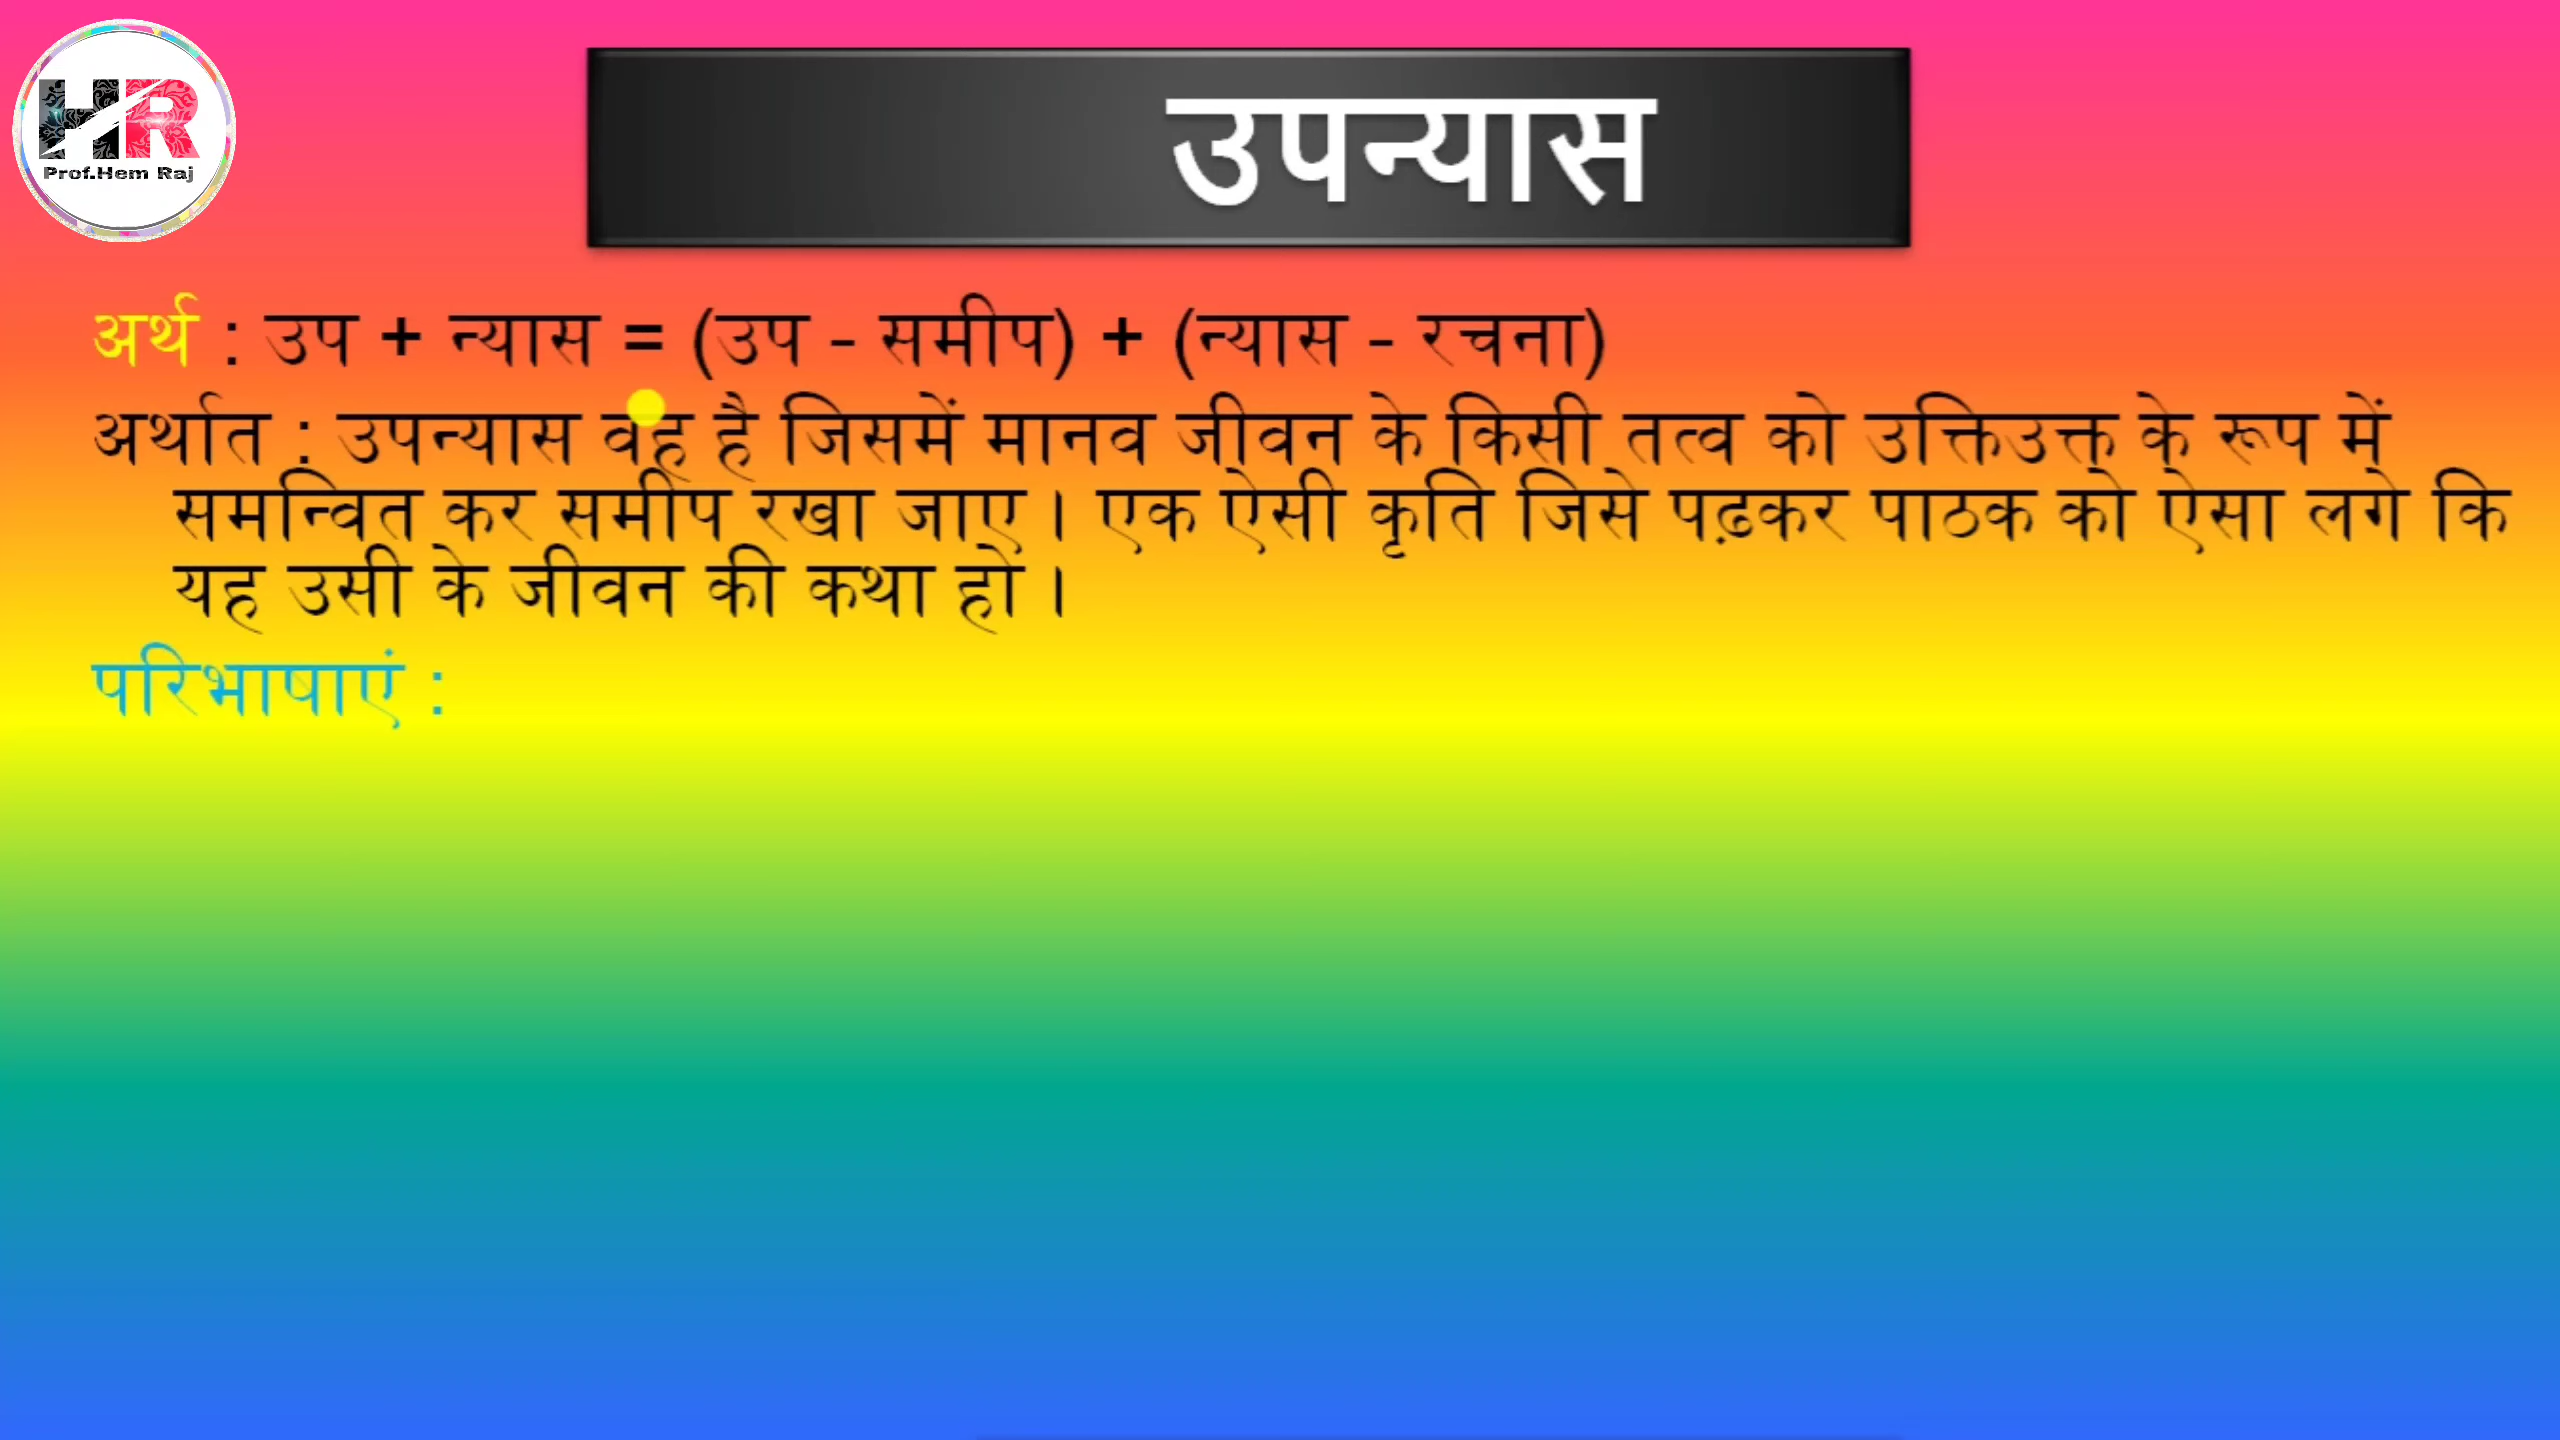 HR
Prof.Hem Raj
उपन्यास
अर्थ : उप + न्यास = (उप - समीप) + (न्यास - रचना)
अर्थात : उपन्यास वह है जिसमें मानव जीवन के किसी तत्व को उक्तिउक्त के रूप में
समन्वित कर समीप रखा जाए । एक ऐसी कृति जिसे पढ़कर पाठक को ऐसा लगे कि
यह उसी के जीवन की कथा हो ।
परिभाषाएं :